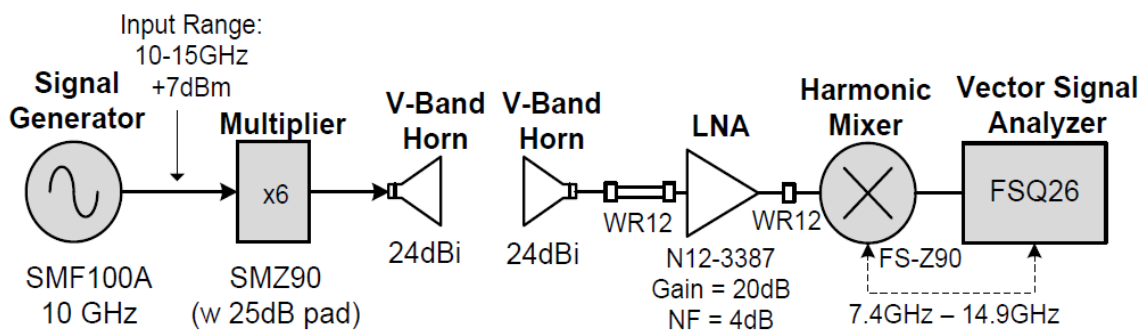 Input Range:
10-15GHz
+7dBm
Signal
Generator
SMF100A
10 GHz
Multiplier
x6
SMZ90
(w 25dB pad)
V-Band
Horn
24dBi
V-Band
Horn
24dBi
WR12
LNA
N12-3387
Gain = 20dB
NF = 4dB
WR12
Harmonic
Mixer
FS-Z90
Vector Signal
Analyzer
FSQ26
7.4GHz – 14.9GHz